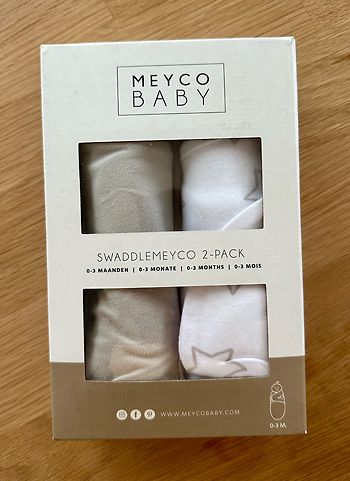 MEYCO
BABY
SWADDLEMEYCO 2-PACK
0-3 MAANDEN | 0-3 MONATE | 0-3 MONTHS | 0-3 MOIS
WWW.MEYCOBABY.COM
0-3 M.